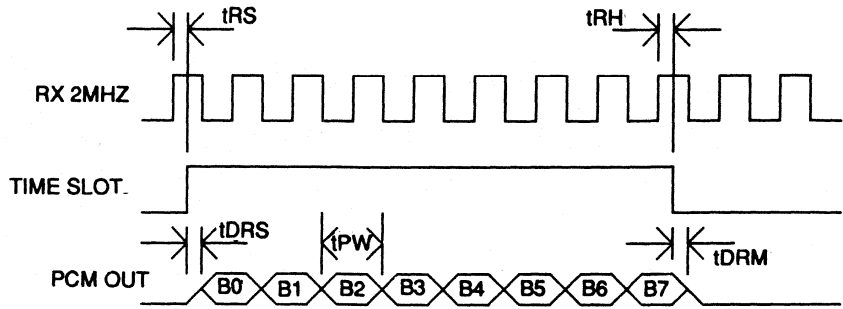 tRS
tRH
RX 2MHZ
TIME SLOT
tDRS
tPW
tDRM
PCM OUT
B0 B1 B2 B3 B4 B5 B6 B7